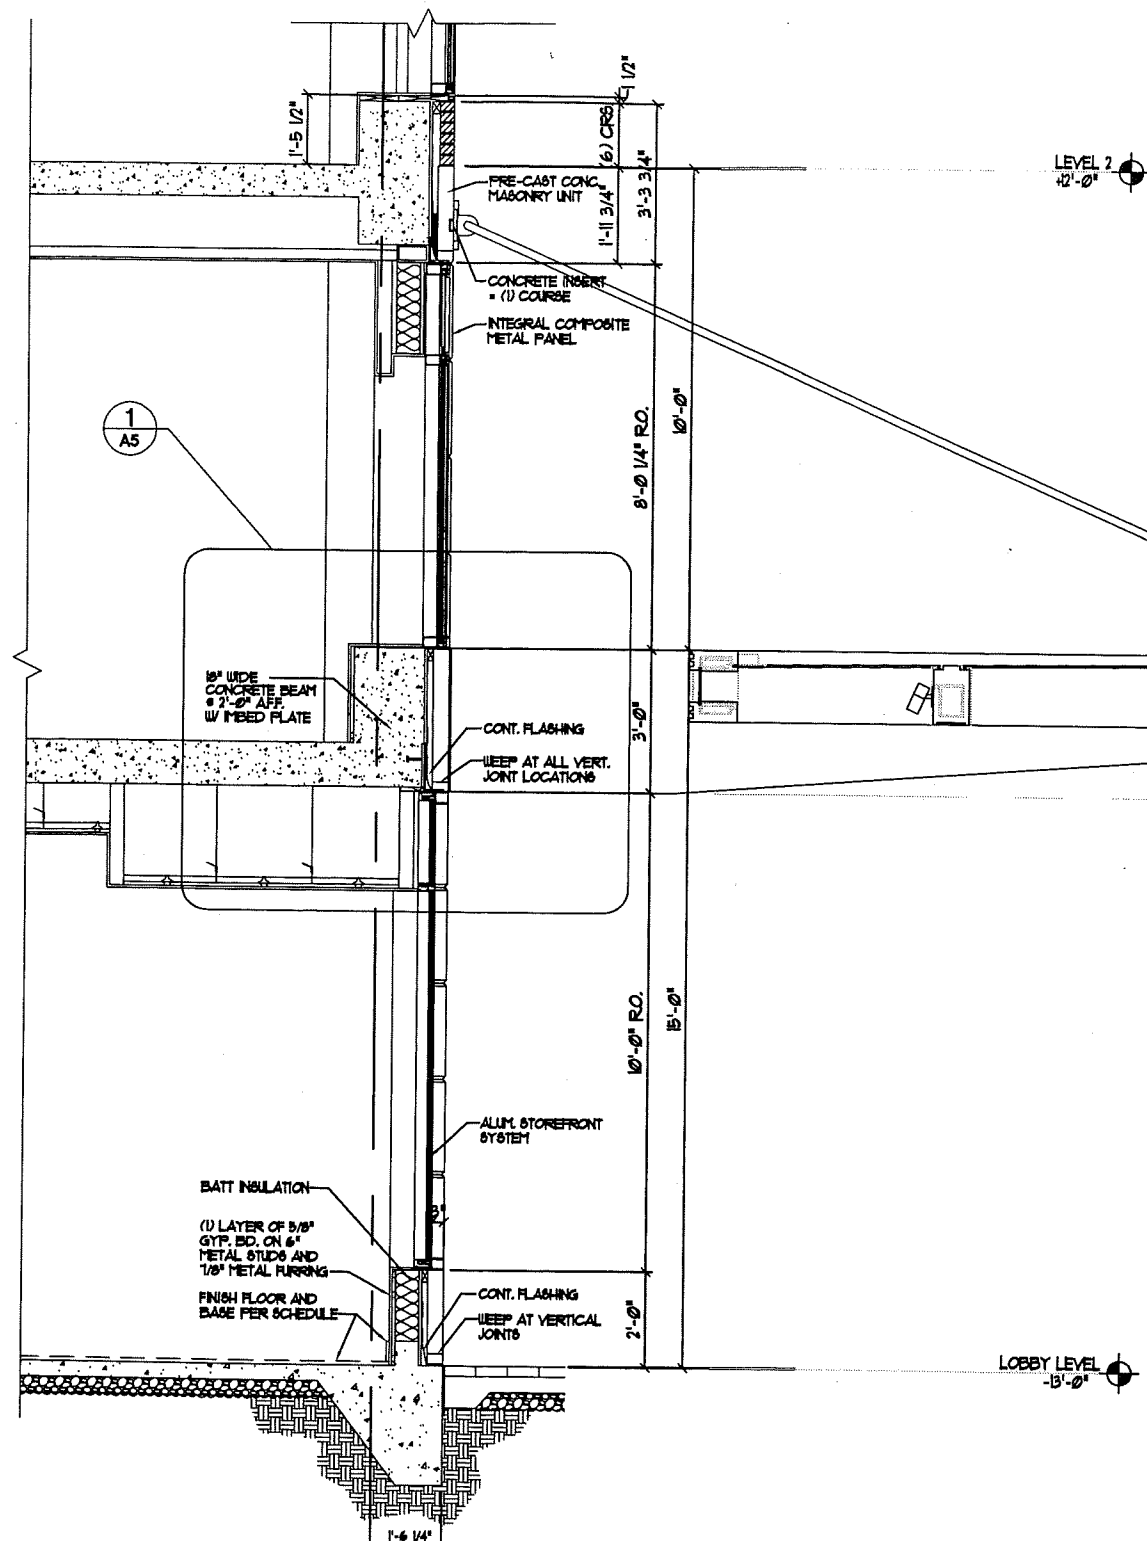 1'-5 1/2"
1 1/2"
(6) CRS
3'-3 3/4"
1'-11 3/4"
LEVEL 2
+12'-0"
PRE-CAST CONC.
MASONRY UNIT
CONCRETE INSERT
= (1) COURSE
INTEGRAL COMPOSITE
METAL PANEL
1
A5
8'-0 1/4" R.O.
10'-0"
18" WIDE
CONCRETE BEAM
@ 2'-0" AFF.
W/ IMBED PLATE
CONT. FLASHING
WEEP AT ALL VERT.
JOINT LOCATIONS
3'-0"
10'-0" R.O.
15'-0"
ALUM. STOREFRONT
SYSTEM
BATT INSULATION
3"
(1) LAYER OF 5/8"
GYP. BD. ON 6"
METAL STUDS AND
7/8" METAL FURRING
FINISH FLOOR AND
BASE PER SCHEDULE
CONT. FLASHING
WEEP AT VERTICAL
JOINTS
2'-0"
LOBBY LEVEL
-13'-0"
1'-6 1/4"